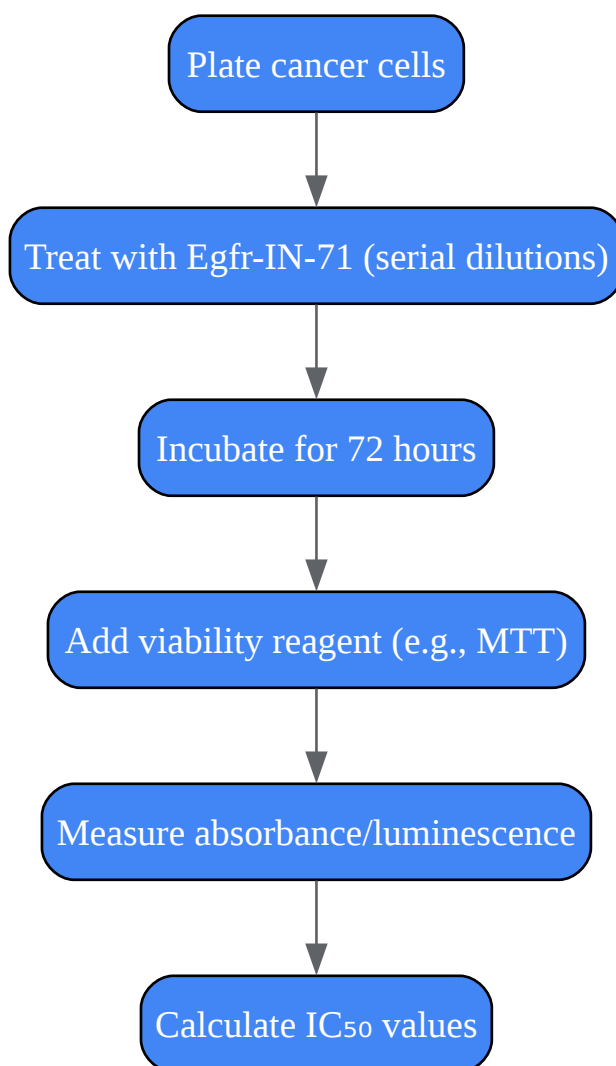 Plate cancer cells
Treat with Egfr-IN-71 (serial dilutions)
Incubate for 72 hours
Add viability reagent (e.g., MTT)
Measure absorbance/luminescence
Calculate IC₅₀ values